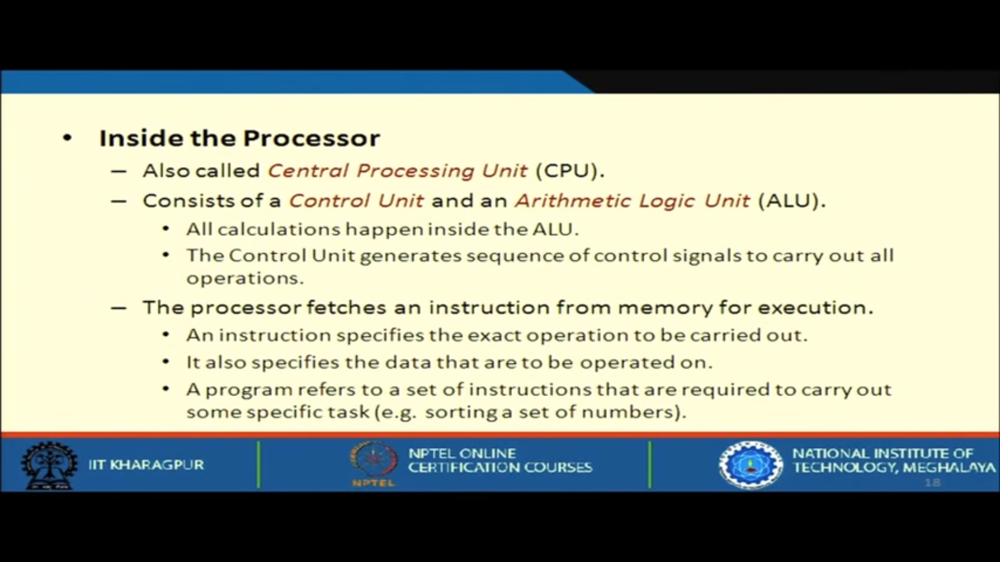 • Inside the Processor
– Also called Central Processing Unit (CPU).
– Consists of a Control Unit and an Arithmetic Logic Unit (ALU).
• All calculations happen inside the ALU.
• The Control Unit generates sequence of control signals to carry out all
operations.
– The processor fetches an instruction from memory for execution.
• An instruction specifies the exact operation to be carried out.
• It also specifies the data that are to be operated on.
• A program refers to a set of instructions that are required to carry out
some specific task (e.g. sorting a set of numbers).
IIT KHARAGPUR
NPTEL
NPTEL ONLINE
CERTIFICATION COURSES
NATIONAL INSTITUTE OF
TECHNOLOGY, MEGHALAYA
18